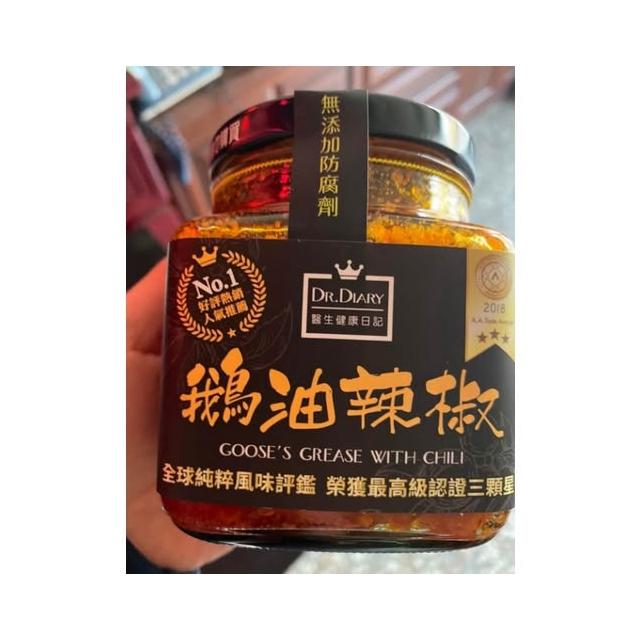 無添加防腐劑
No.1
好評熱銷
人氣推薦
DR.DIARY
醫生健康日記
2018
A.A. Taste Awards
鵝油辣椒
GOOSE'S GREASE WITH CHILI
全球純粹風味評鑑 榮獲最高級認證三顆星